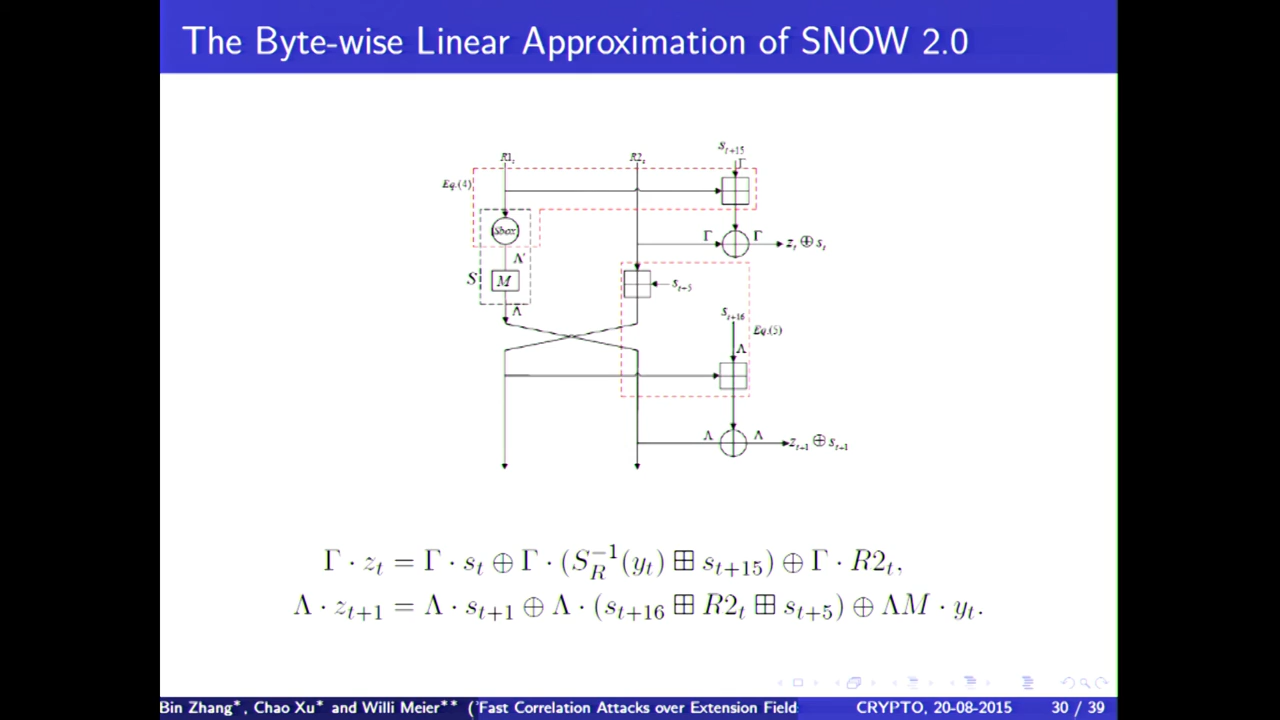 The Byte-wise Linear Approximation of SNOW 2.0
R1ₜ
R2ₜ
sₜ₊₁₅
Γ
Eq.(4)
Sbox
Γ
Γ
zₜ ⊕ sₜ
Λ'
S
M
sₜ₊₅
Λ
sₜ₊₁₆
Eq.(5)
Λ
Λ
Λ
zₜ₊₁ ⊕ sₜ₊₁
Γ · zₜ = Γ · sₜ ⊕ Γ · (S_R⁻¹(yₜ) ⊞ sₜ₊₁₅) ⊕ Γ · R2ₜ,
Λ · zₜ₊₁ = Λ · sₜ₊₁ ⊕ Λ · (sₜ₊₁₆ ⊞ R2ₜ ⊞ sₜ₊₅) ⊕ ΛM · yₜ.
Bin Zhang*, Chao Xu* and Willi Meier** ( Fast Correlation Attacks over Extension Field CRYPTO, 20-08-2015 30 / 39